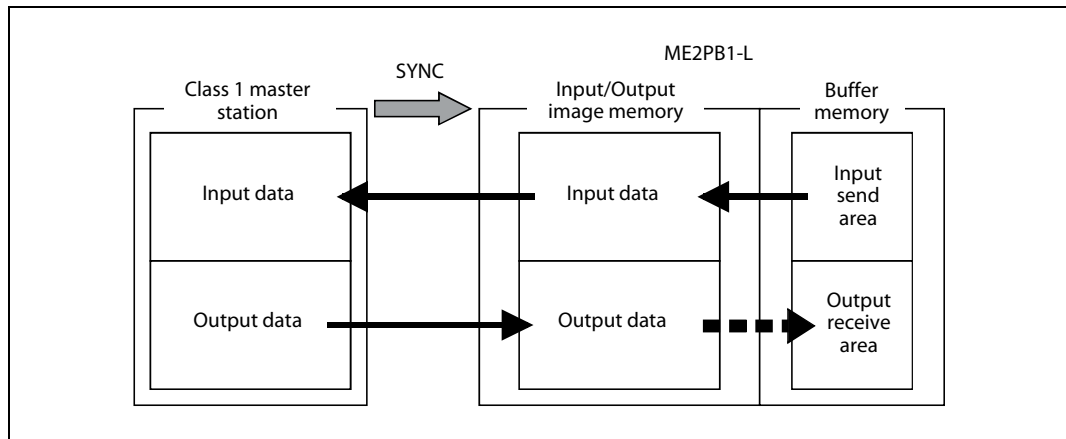 ME2PB1-L
SYNC
Class 1 master
station
Input/Output
image memory
Buffer
memory
Input data
Input data
Input
send
area
Output data
Output data
Output
receive
area